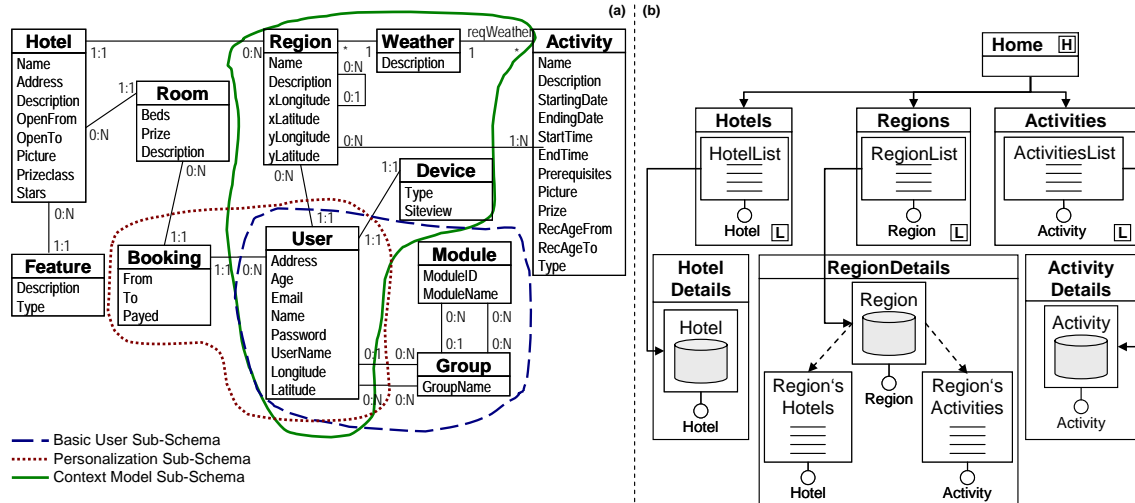 (a)
Hotel
Name
Address
Description
OpenFrom
OpenTo
Picture
Prizeclass
Stars
1:1
0:N
1:1
0:N
Room
Beds
Prize
Description
0:N
0:N
1:1
Feature
Description
Type
1:1
Booking
From
To
Payed
1:1
0:N
Region
Name
Description
xLongitude
xLatitude
yLongitude
yLatitude
*
1
0:N
0:1
0:N
0:N
1:1
Weather
Description
reqWeather
1
*
1:N
Activity
Name
Description
StartingDate
EndingDate
StartTime
EndTime
Prerequisites
Picture
Prize
RecAgeFrom
RecAgeTo
Type
Device
Type
Siteview
1:1
1:1
User
Address
Age
Email
Name
Password
UserName
Longitude
Latitude
Module
ModuleID
ModuleName
0:N
0:N
0:1
0:N
0:1
0:N
Group
GroupName
0:N
0:N
Basic User Sub-Schema
Personalization Sub-Schema
Context Model Sub-Schema
(b)
Home
H
Hotels
HotelList
Hotel
L
Regions
RegionList
Region
L
Activities
ActivitiesList
Activity
L
Hotel
Details
Hotel
Hotel
RegionDetails
Region
Region
Region‘s
Hotels
Hotel
Region‘s
Activities
Activity
Activity
Details
Activity
Activity